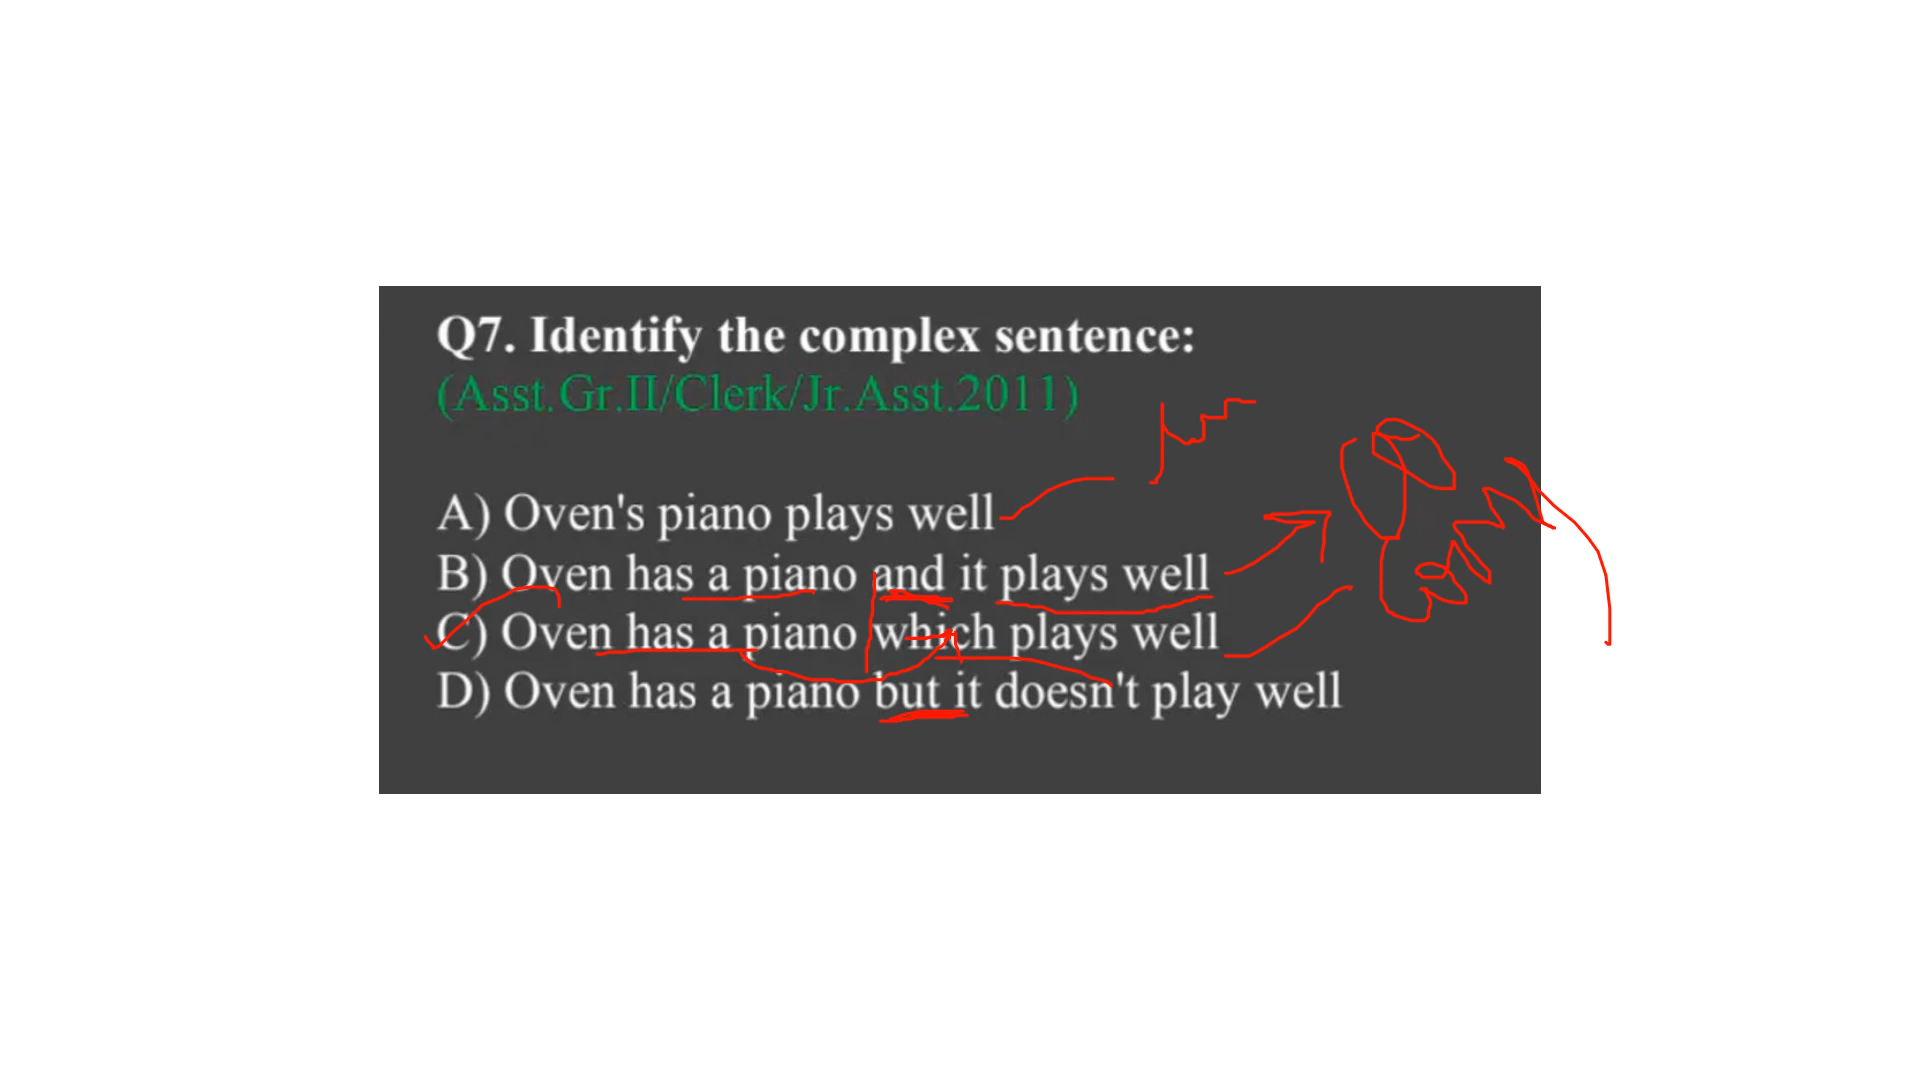 Q7. Identify the complex sentence:
(Asst.Gr.II/Clerk/Jr.Asst.2011)
A) Oven's piano plays well
B) Oven has a piano and it plays well
C) Oven has a piano which plays well
D) Oven has a piano but it doesn't play well